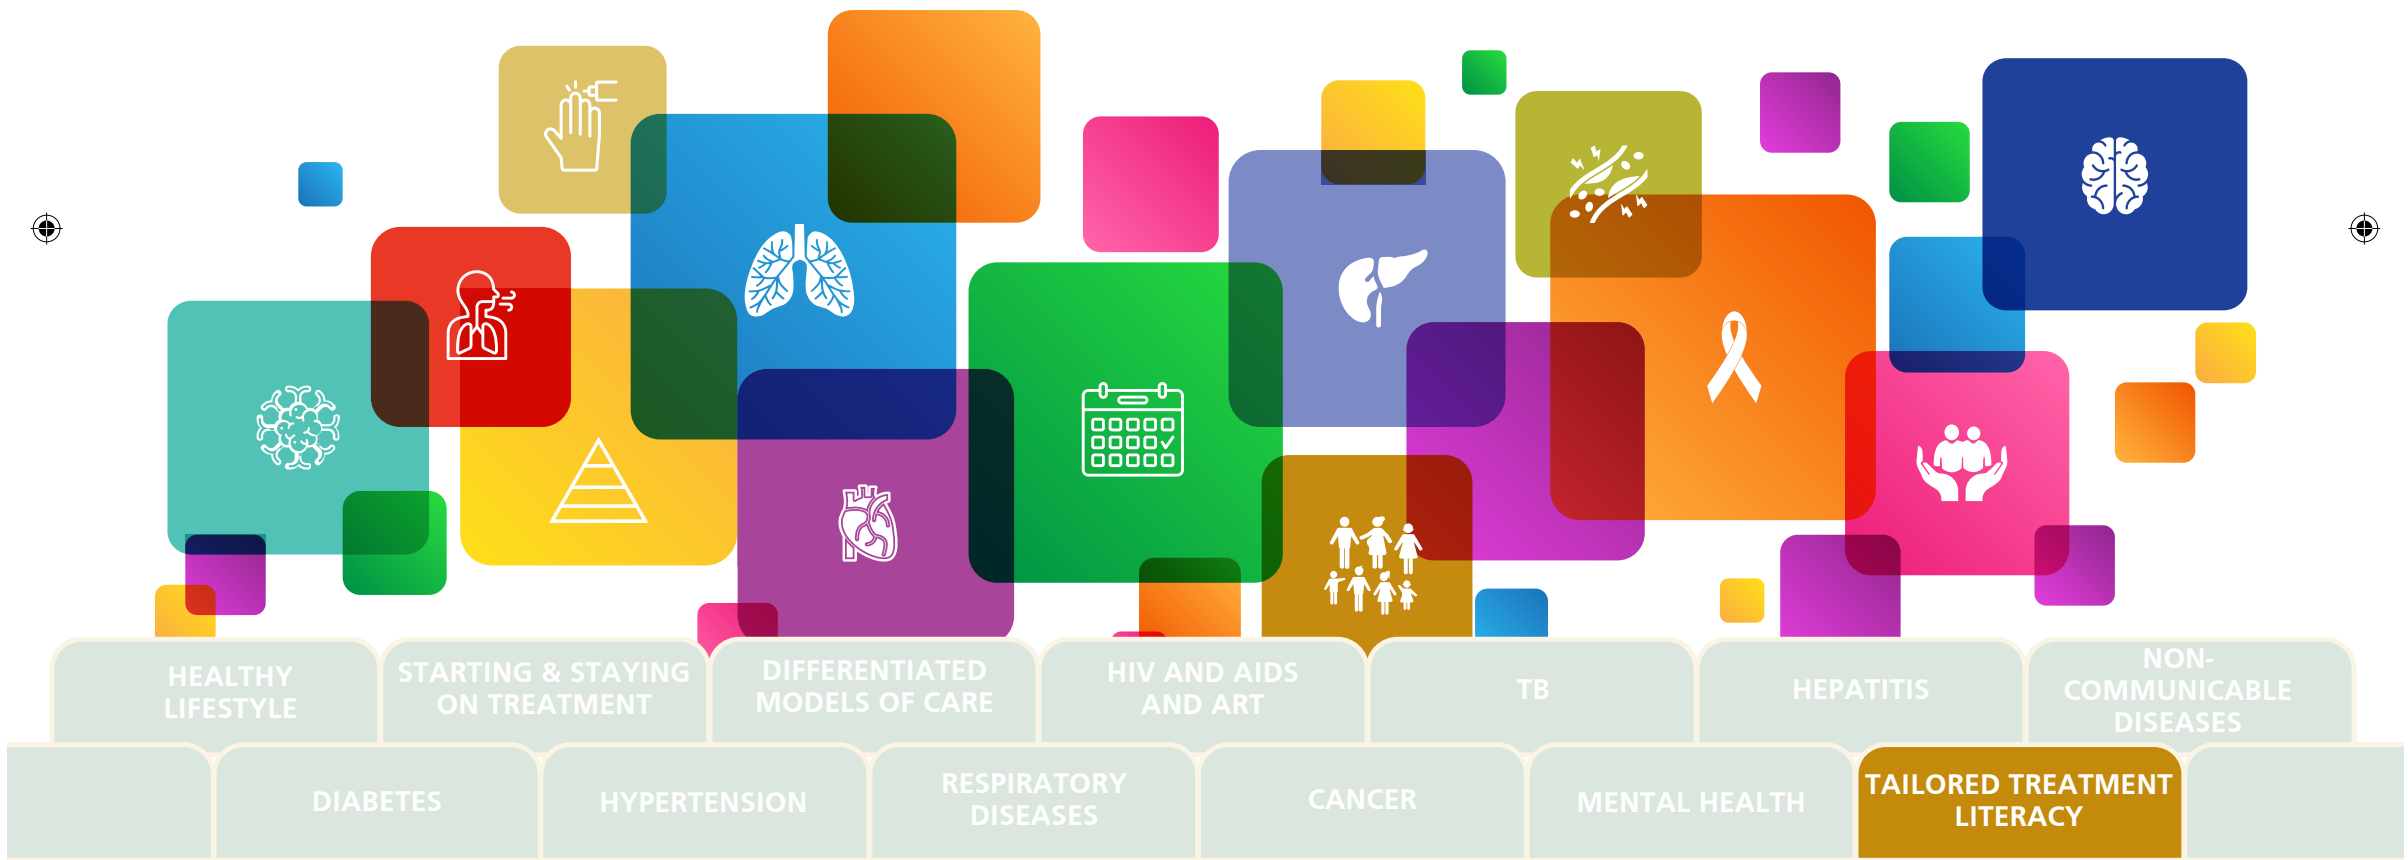 HEALTHY
LIFESTYLE
STARTING & STAYING
ON TREATMENT
DIFFERENTIATED
MODELS OF CARE
HIV AND AIDS
AND ART
TB
HEPATITIS
NON-
COMMUNICABLE
DISEASES
DIABETES
HYPERTENSION
RESPIRATORY
DISEASES
CANCER
MENTAL HEALTH
TAILORED TREATMENT
LITERACY